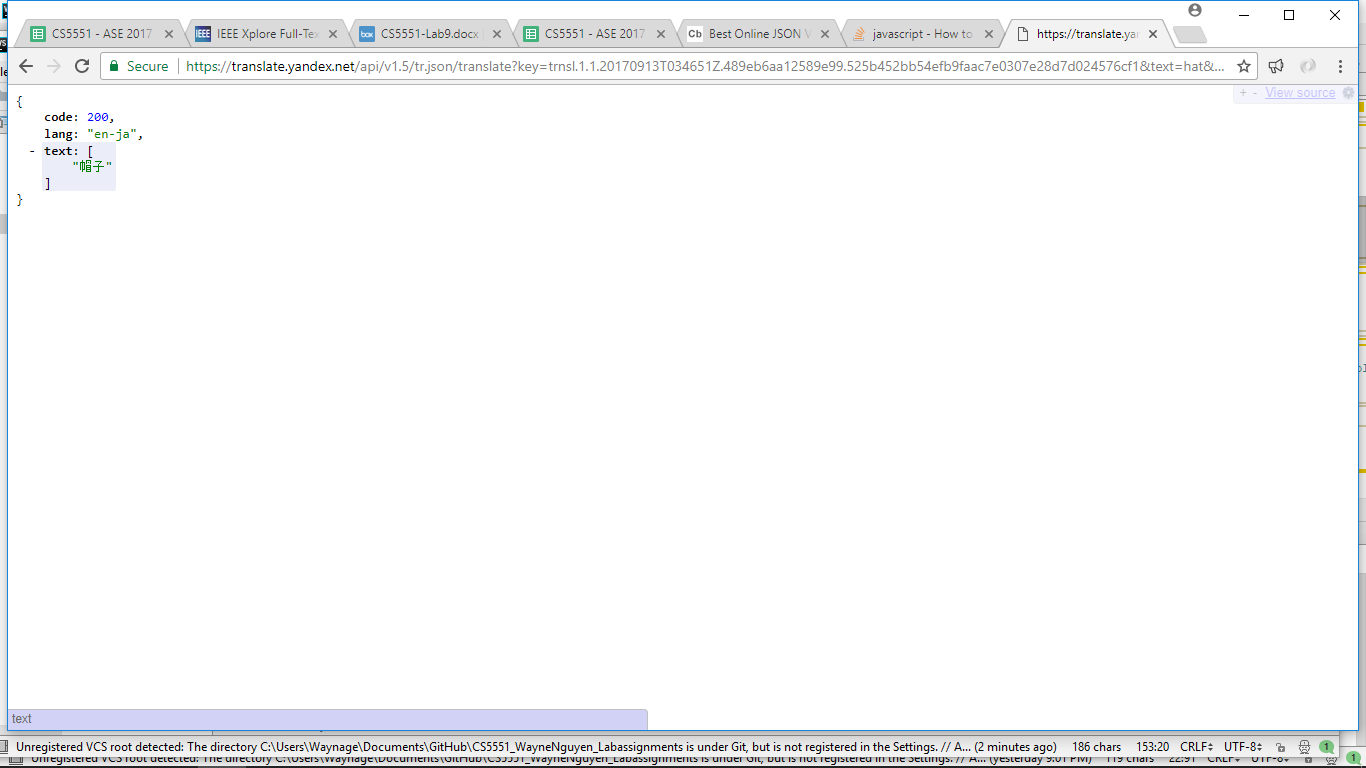 CS5551 - ASE 2017
IEEE Xplore Full-Te
CS5551-Lab9.docx
CS5551 - ASE 2017
Best Online JSON V
javascript - How to
https://translate.ya
Secure
https://translate.yandex.net/api/v1.5/tr.json/translate?key=trnsl.1.1.20170913T034651Z.489eb6aa12589e99.525b452bb54efb9faac7e0307e28d7d024576cf1&text=hat&...
+ - View source
{
code: 200,
lang: "en-ja",
- text: [
"帽子"
]
}
text
Unregistered VCS root detected: The directory C:\Users\Waynage\Documents\GitHub\CS5551_WayneNguyen_Labassignments is under Git, but is not registered in the Settings. // A... (2 minutes ago) 186 chars 153:20 CRLF UTF-8 1
Unregistered VCS root detected: The directory C:\Users\Waynage\Documents\GitHub\CS5551_WayneNguyen_Labassignments is under Git, but is not registered in the Settings. // A... (yesterday 9:01 PM) 119 chars 22:91 CRLF UTF-8 1